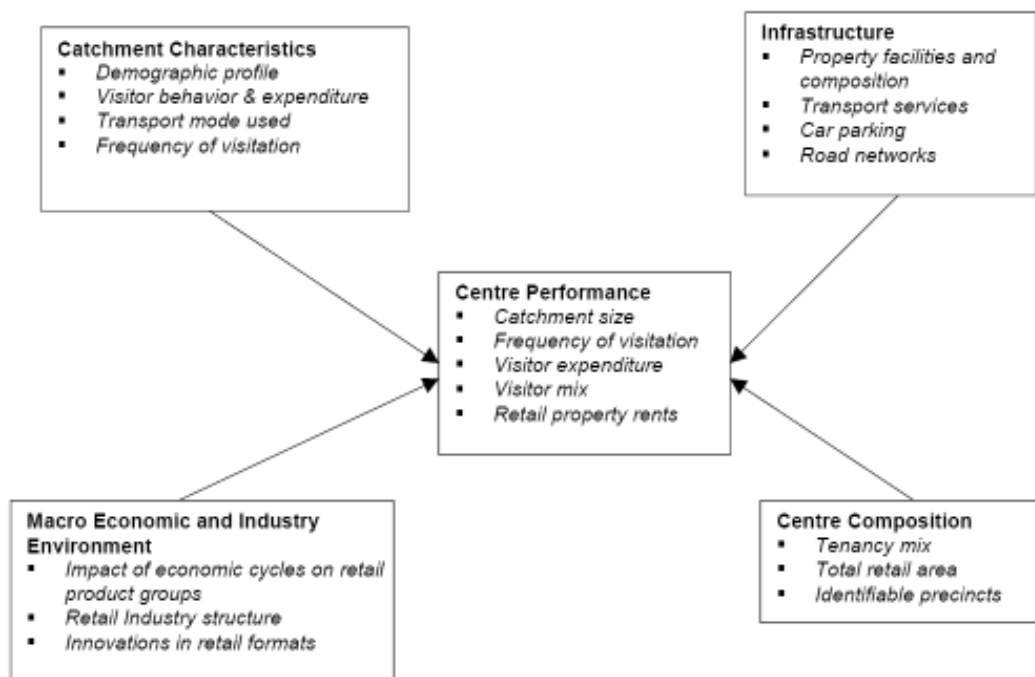 Catchment Characteristics
▪ Demographic profile
▪ Visitor behavior & expenditure
▪ Transport mode used
▪ Frequency of visitation
Infrastructure
▪ Property facilities and
composition
▪ Transport services
▪ Car parking
▪ Road networks
Centre Performance
▪ Catchment size
▪ Frequency of visitation
▪ Visitor expenditure
▪ Visitor mix
▪ Retail property rents
Macro Economic and Industry
Environment
▪ Impact of economic cycles on retail
product groups
▪ Retail Industry structure
▪ Innovations in retail formats
Centre Composition
▪ Tenancy mix
▪ Total retail area
▪ Identifiable precincts